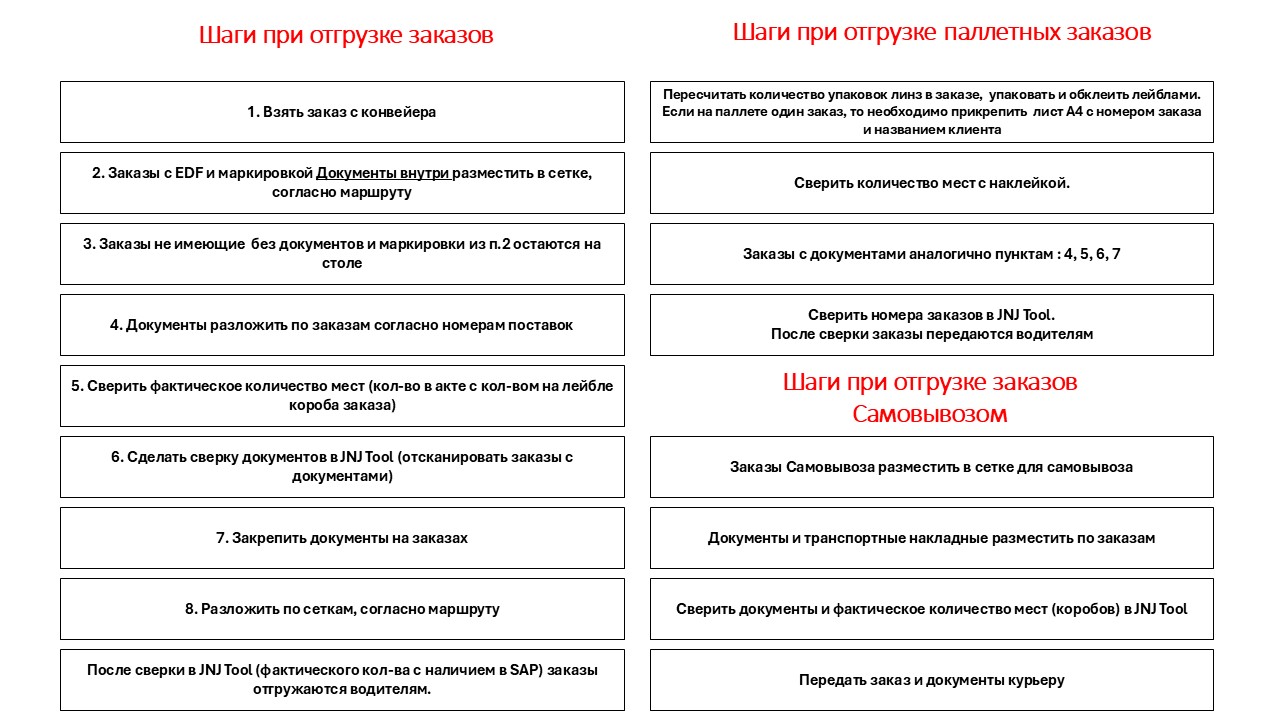 Шаги при отгрузке заказов
1. Взять заказ с конвейера
2. Заказы с EDF и маркировкой Документы внутри разместить в сетке,
согласно маршруту
3. Заказы не имеющие  без документов и маркировки из п.2 остаются на
столе
4. Документы разложить по заказам согласно номерам поставок
5. Сверить фактическое количество мест (кол-во в акте с кол-вом на лейбле
короба заказа)
6. Сделать сверку документов в JNJ Tool (отсканировать заказы с
документами)
7. Закрепить документы на заказах
8. Разложить по сеткам, согласно маршруту
После сверки в JNJ Tool (фактического кол-ва с наличием в SAP) заказы
отгружаются водителям.
Шаги при отгрузке паллетных заказов
Пересчитать количество упаковок линз в заказе,  упаковать и обклеить лейблами.
Если на паллете один заказ, то необходимо прикрепить  лист А4 с номером заказа
и названием клиента
Сверить количество мест с наклейкой.
Заказы с документами аналогично пунктам : 4, 5, 6, 7
Сверить номера заказов в JNJ Tool.
После сверки заказы передаются водителям
Шаги при отгрузке заказов
Самовывозом
Заказы Самовывоза разместить в сетке для самовывоза
Документы и транспортные накладные разместить по заказам
Сверить документы и фактическое количество мест (коробов) в JNJ Tool
Передать заказ и документы курьеру